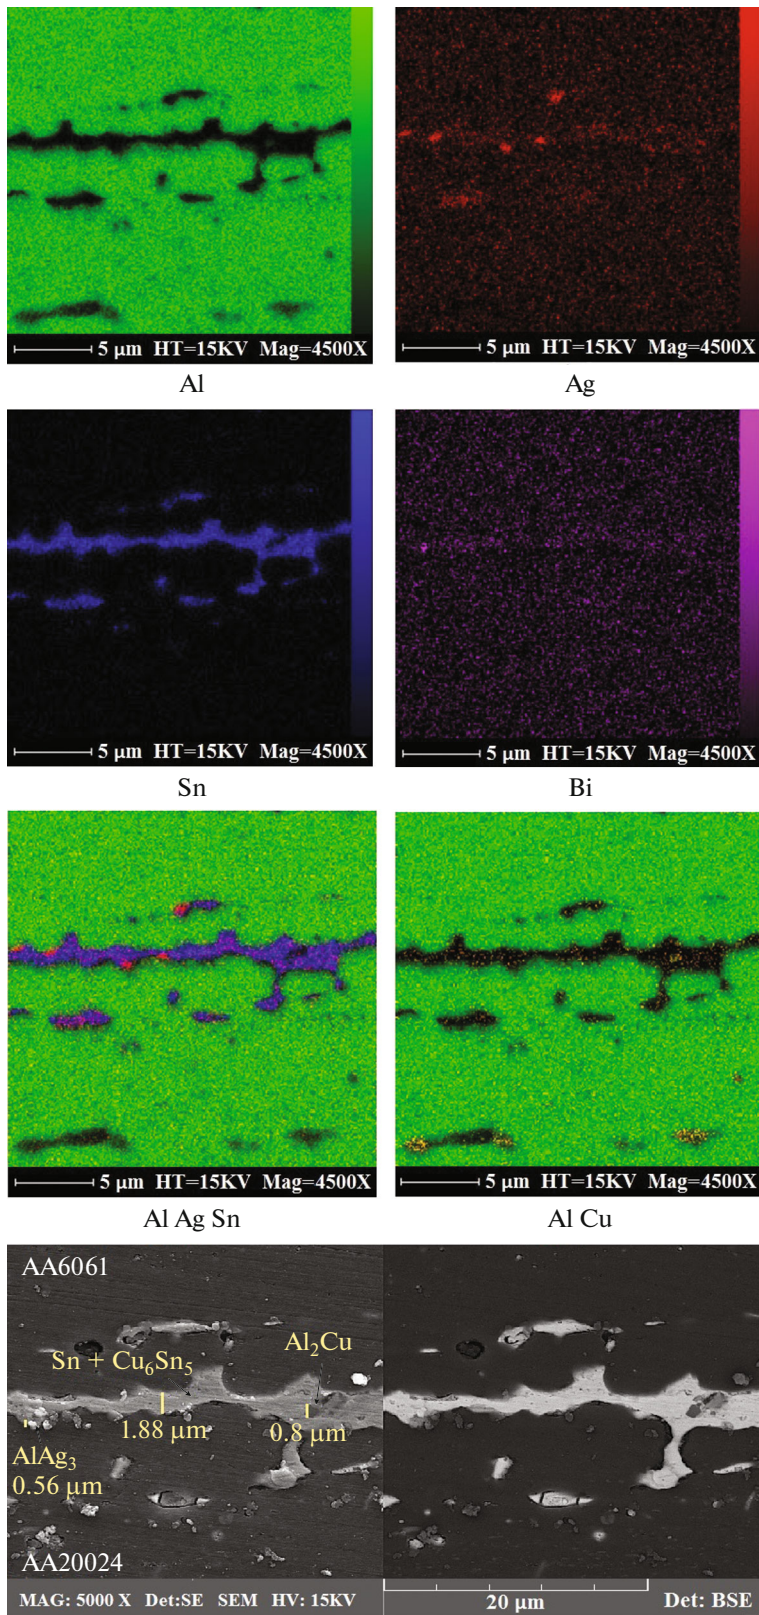 5 µm HT=15KV Mag=4500X
5 µm HT=15KV Mag=4500X
Al
Ag
5 µm HT=15KV Mag=4500X
5 µm HT=15KV Mag=4500X
Sn
Bi
5 µm HT=15KV Mag=4500X
5 µm HT=15KV Mag=4500X
Al Ag Sn
Al Cu
AA6061
Al₂Cu
Sn + Cu₆Sn₅
1.88 µm
0.8 µm
AlAg₃
0.56 µm
AA20024
MAG: 5000 X Det:SE SEM HV: 15KV
20 µm
Det: BSE